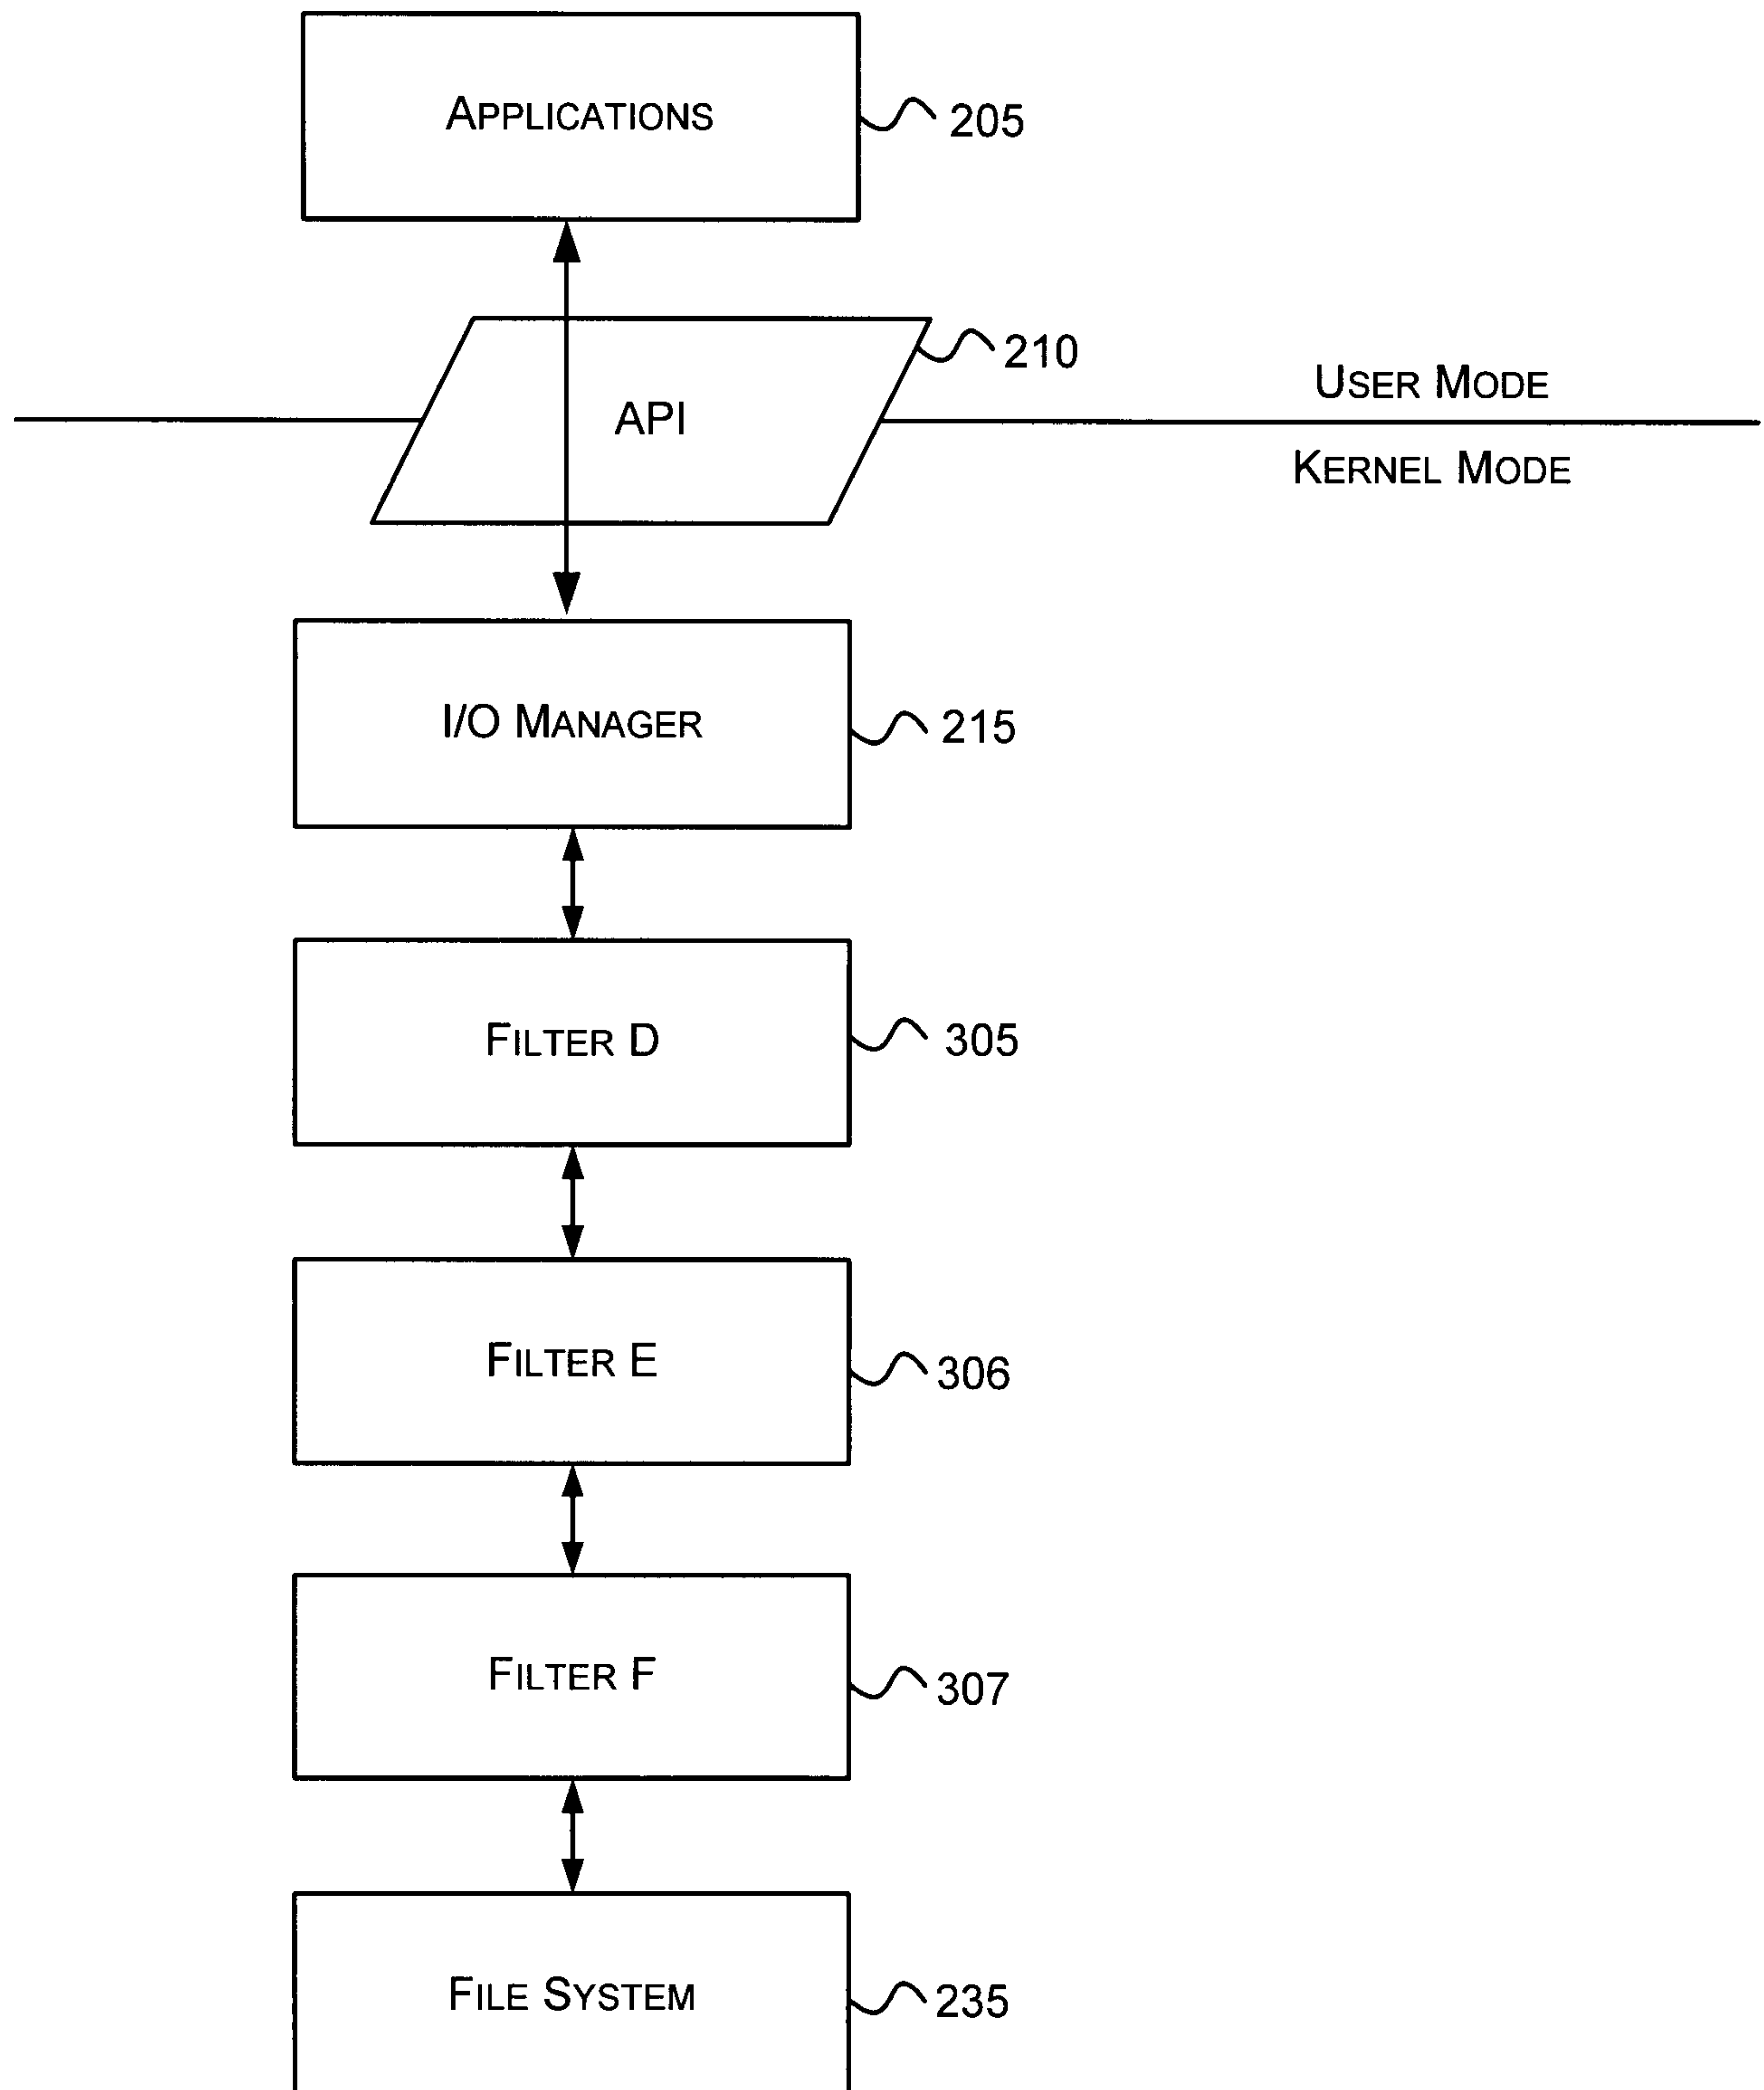 APPLICATIONS
205
210
API
USER MODE
KERNEL MODE
I/O MANAGER
215
FILTER D
305
FILTER E
306
FILTER F
307
FILE SYSTEM
235